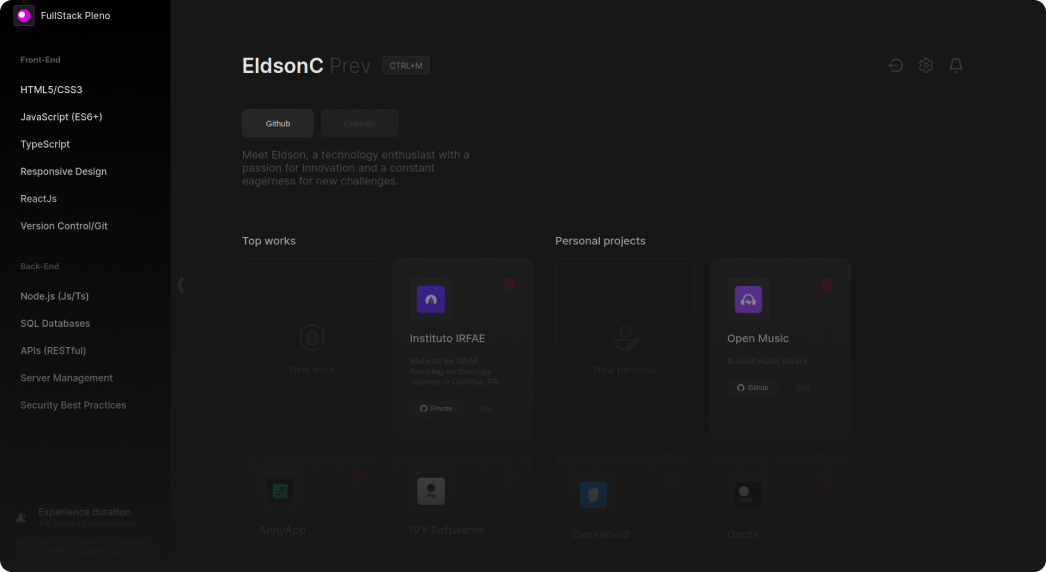 FullStack Pleno
Front-End
HTML5/CSS3
JavaScript (ES6+)
TypeScript
Responsive Design
ReactJs
Version Control/Git
Back-End
Node.js (Js/Ts)
SQL Databases
APIs (RESTful)
Server Management
Security Best Practices
Experience duration
+4 years of experience
EldsonC Prev
CTRL+M
Github
Linkedin
Meet Eldson, a technology enthusiast with a
passion for innovation and a constant
eagerness for new challenges.
Top works
New work
Instituto IRFAE
Website for IRFAE,
focusing on theology
courses in Curitiba, PR.
Private
Site
AnnyApp
IVY Softwares
Personal projects
New personal
Open Music
A small music library.
Github
Site
GeekWorld
Onote